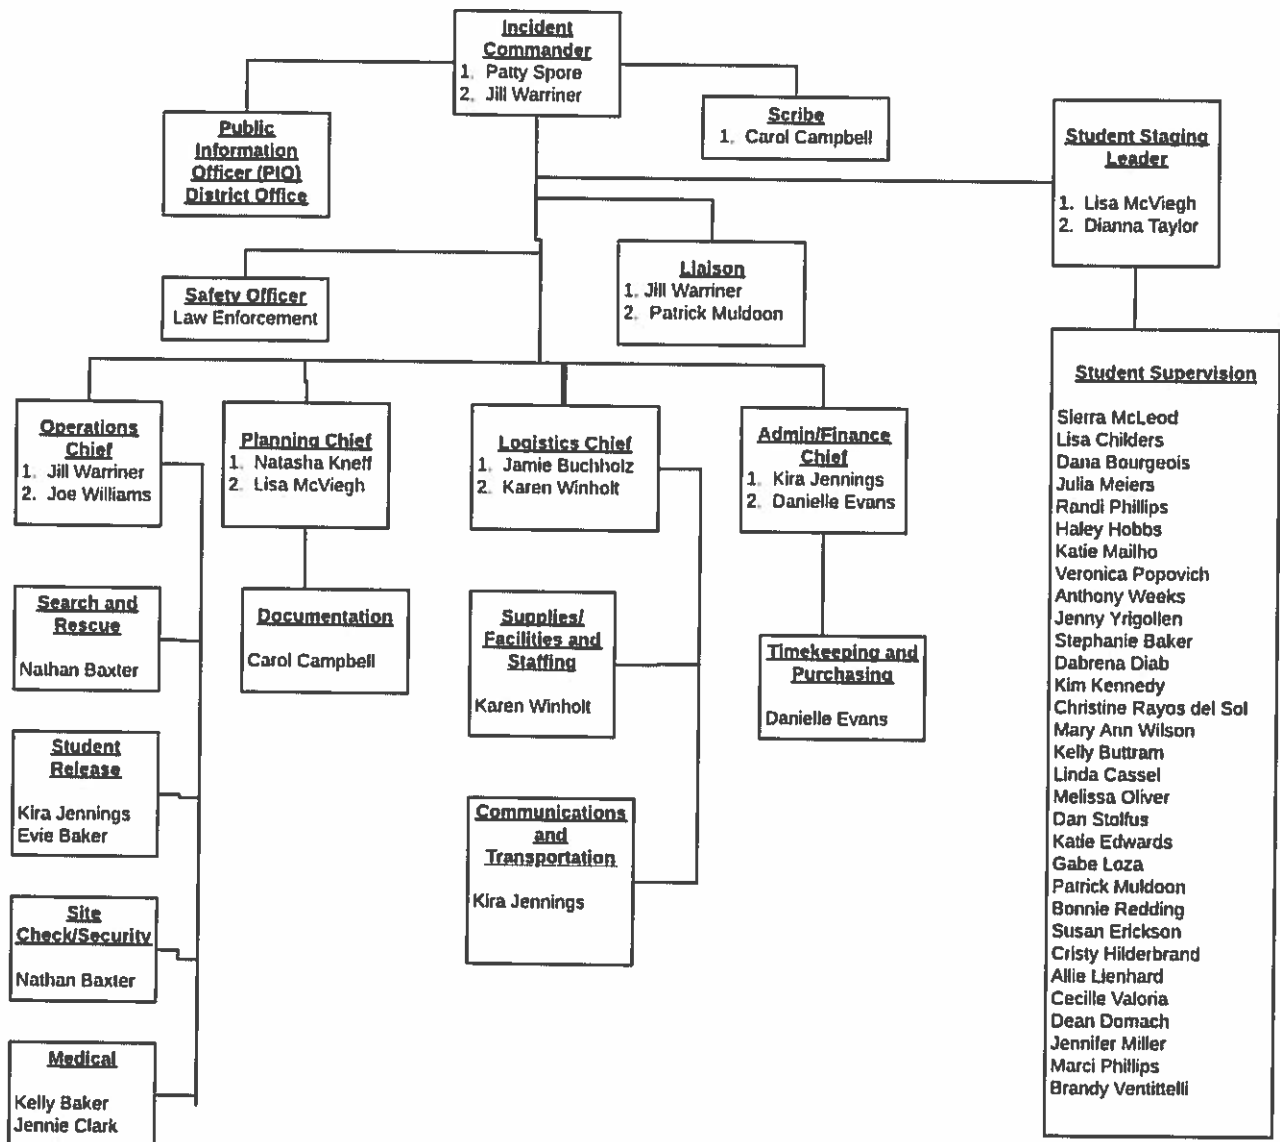 Incident
Commander
1. Patty Spore
2. Jill Warriner
Public
Information
Officer (PIO)
District Office
Scribe
1. Carol Campbell
Student Staging
Leader
1. Lisa McViegh
2. Dianna Taylor
Safety Officer
Law Enforcement
Liaison
1. Jill Warriner
2. Patrick Muldoon
Operations
Chief
1. Jill Warriner
2. Joe Williams
Planning Chief
1. Natasha Kneff
2. Lisa McViegh
Logistics Chief
1. Jamie Buchholz
2. Karen Winholt
Admin/Finance
Chief
1. Kira Jennings
2. Danielle Evans
Search and
Rescue
Nathan Baxter
Documentation
Carol Campbell
Supplies/
Facilities and
Staffing
Karen Winholt
Timekeeping and
Purchasing
Danielle Evans
Student
Release
Kira Jennings
Evie Baker
Communications
and
Transportation
Kira Jennings
Site
Check/Security
Nathan Baxter
Medical
Kelly Baker
Jennie Clark
Student Supervision
Sierra McLeod
Lisa Childers
Dana Bourgeois
Julia Meiers
Randi Phillips
Haley Hobbs
Katie Mailho
Veronica Popovich
Anthony Weeks
Jenny Yrigollen
Stephanie Baker
Dabrena Diab
Kim Kennedy
Christine Rayos del Sol
Mary Ann Wilson
Kelly Buttram
Linda Cassel
Melissa Oliver
Dan Stolfus
Katie Edwards
Gabe Loza
Patrick Muldoon
Bonnie Redding
Susan Erickson
Cristy Hilderbrand
Allie Lienhard
Cecille Valoria
Dean Domach
Jennifer Miller
Marci Phillips
Brandy Ventittelli